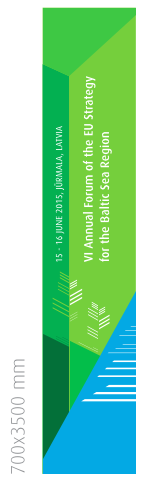 15 - 16 JUNE 2015, JŪRMALA, LATVIA
VI Annual Forum of the EU Strategy
for the Baltic Sea Region
700x3500 mm